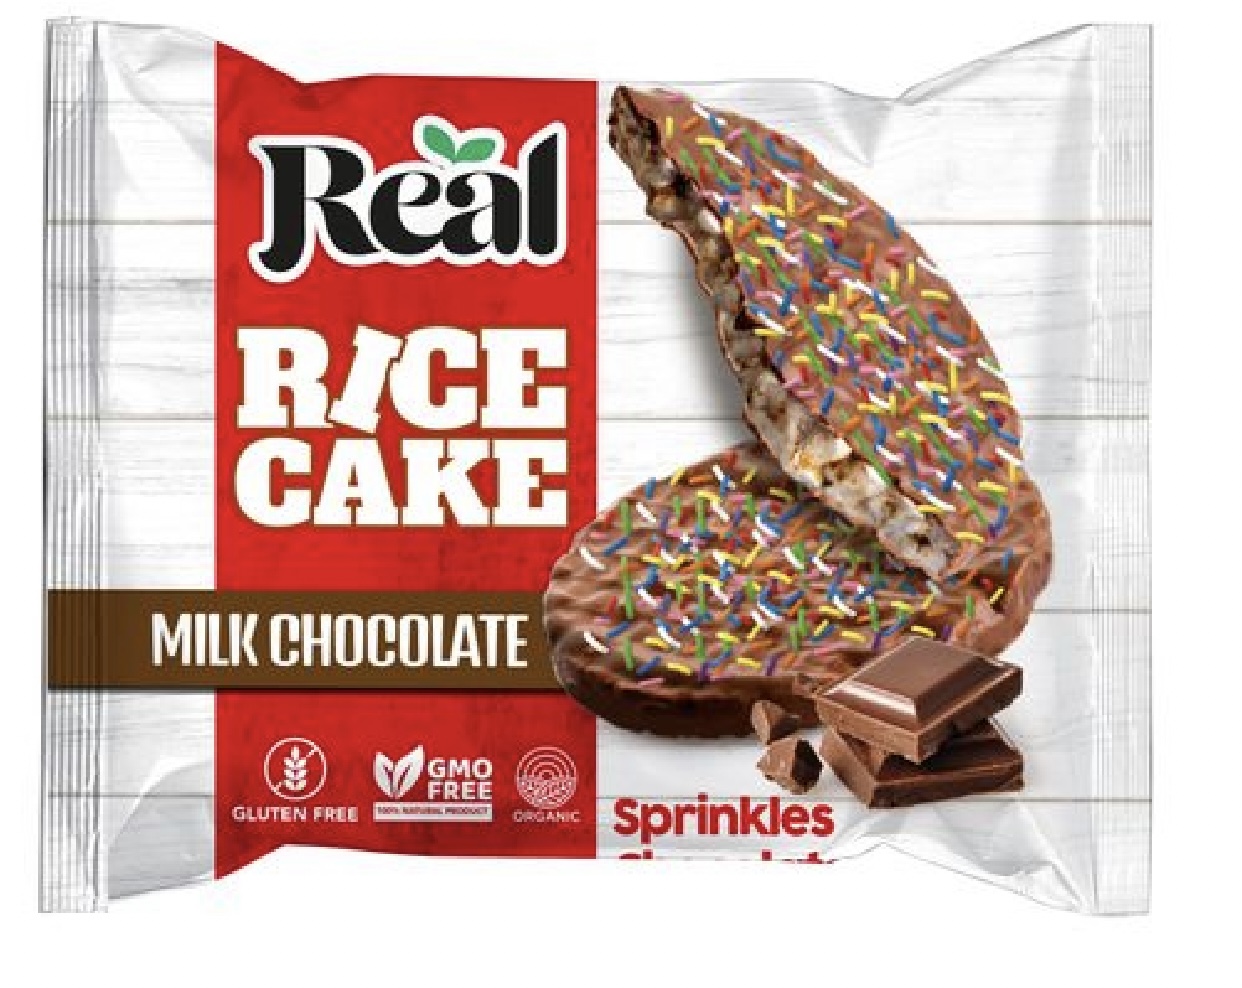 Real
RICE
CAKE
MILK CHOCOLATE
GLUTEN FREE
GMO
FREE
100% NATURAL PRODUCT
ORGANIC
Sprinkles